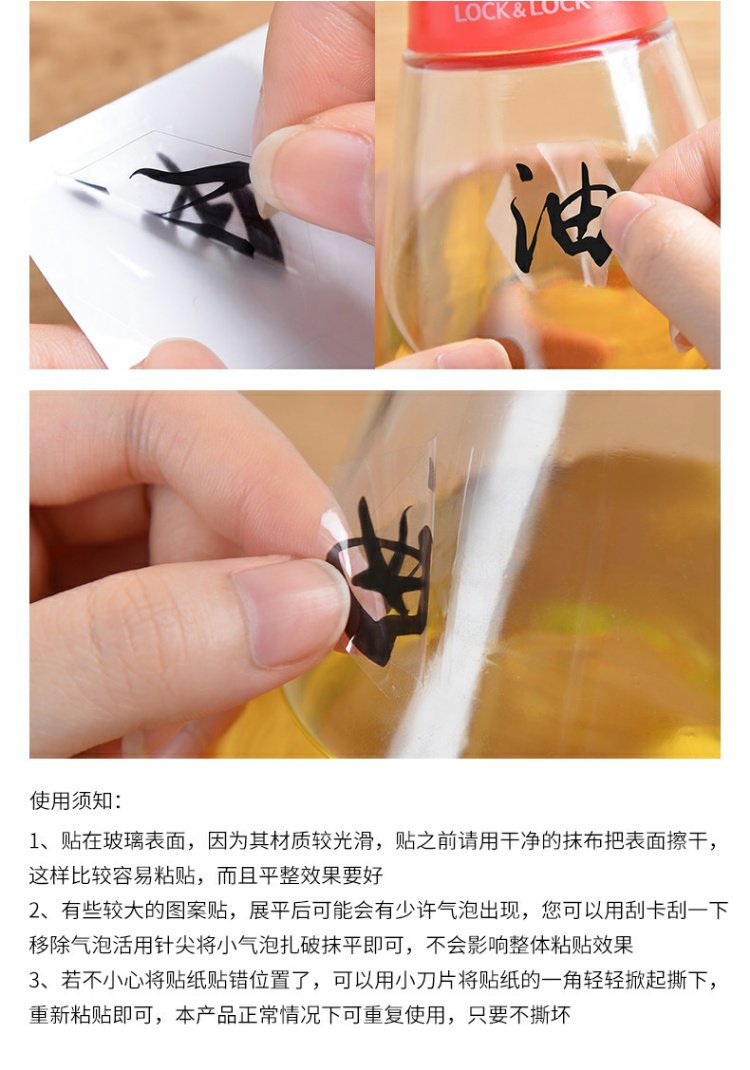 LOCK&LOCK
油
使用须知：
1、贴在玻璃表面，因为其材质较光滑，贴之前请用干净的抹布把表面擦干，
这样比较容易粘贴，而且平整效果要好
2、有些较大的图案贴，展平后可能会有少许气泡出现，您可以用刮卡刮一下
移除气泡活用针尖将小气泡扎破抹平即可，不会影响整体粘贴效果
3、若不小心将贴纸贴错位置了，可以用小刀片将贴纸的一角轻轻掀起撕下，
重新粘贴即可，本产品正常情况下可重复使用，只要不撕坏